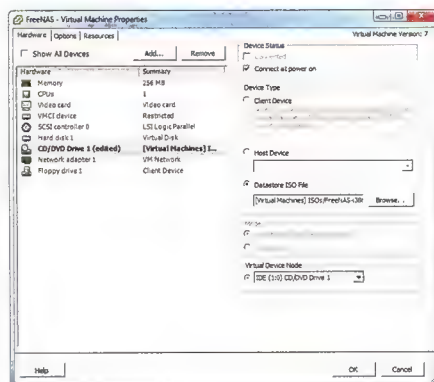 FreeNAS - Virtual Machine Properties
Hardware Options Resources
Virtual Machine Version: 7
Show All Devices
Add...
Remove
Hardware Summary
Memory 256 MB
CPUs 1
Video card Video card
VMCI device Restricted
SCSI controller 0 LSI Logic Parallel
Hard disk 1 Virtual Disk
CD/DVD Drive 1 (edited) [Virtual Machines] I...
Network adapter 1 VM Network
Floppy drive 1 Client Device
Device Status
Connected
Connect at power on
Device Type
Client Device
Host Device
Datastore ISO File
[Virtual Machines] ISOs/FreeNAS-i386
Browse...
Virtual Device Node
IDE (1:0) CD/DVD Drive 1
Help
OK
Cancel